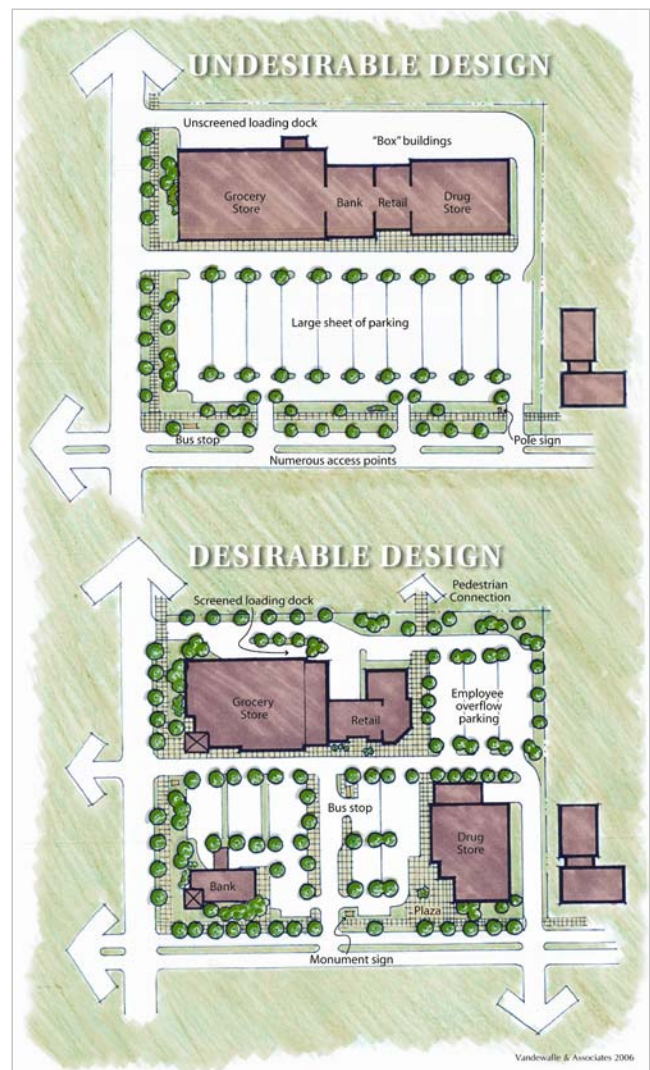 UNDESIRABLE DESIGN
Unscreened loading dock
"Box" buildings
Grocery
Store
Bank
Retail
Drug
Store
Large sheet of parking
Bus stop
Pole sign
Numerous access points
DESIRABLE DESIGN
Pedestrian
Connection
Screened loading dock
Grocery
Store
Retail
Employee
overflow
parking
Bus stop
Drug
Store
Bank
Plaza
Monument sign
Vandewalle & Associates 2006